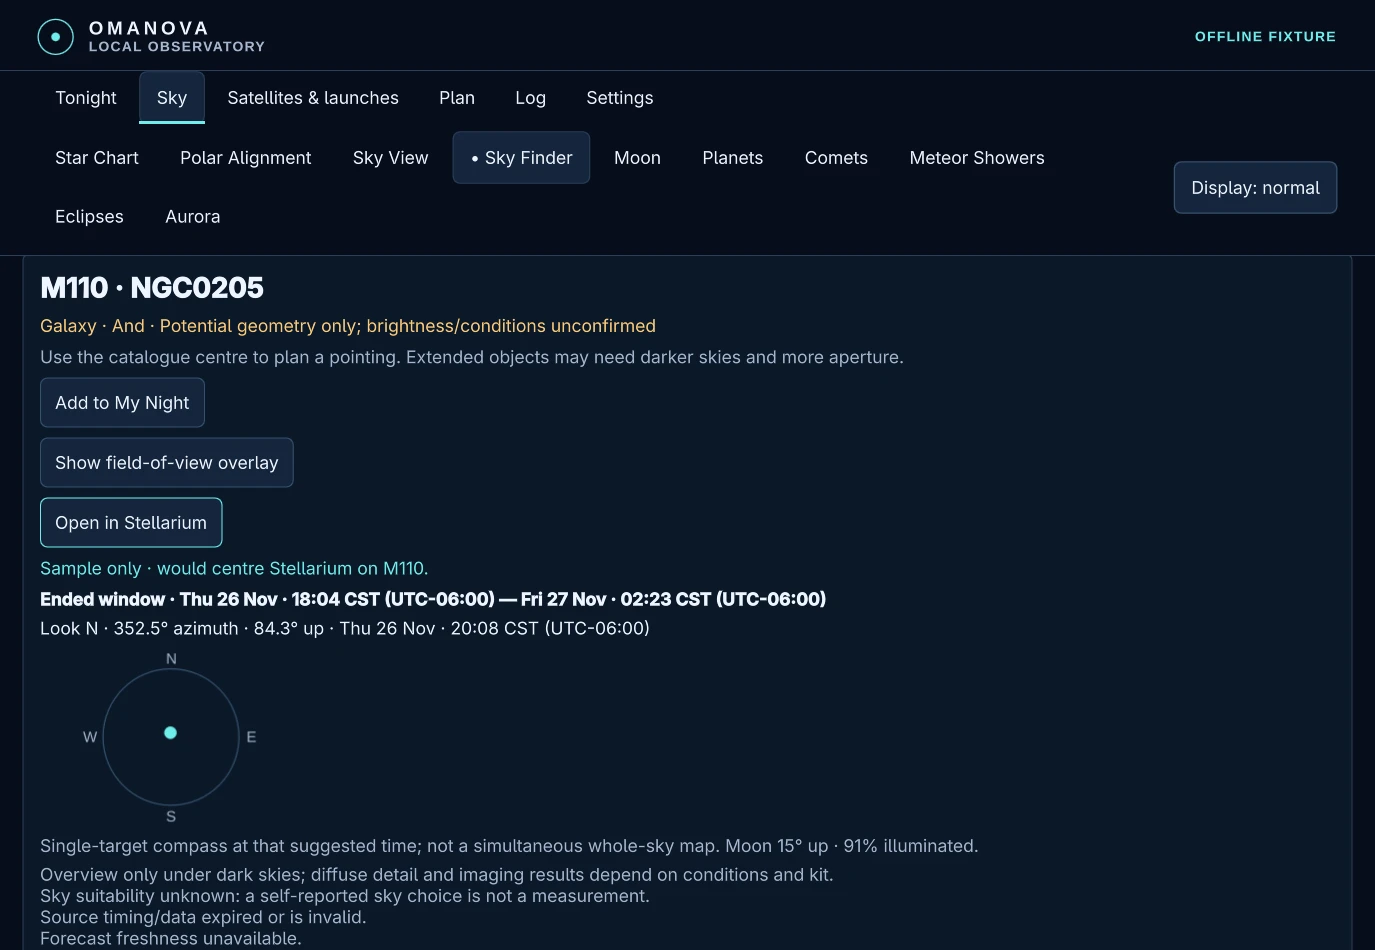 OMANOVA
LOCAL OBSERVATORY
OFFLINE FIXTURE
Tonight Sky Satellites & launches Plan Log Settings
Star Chart Polar Alignment Sky View • Sky Finder Moon Planets Comets Meteor Showers
Display: normal
Eclipses Aurora
M110 · NGC0205
Galaxy · And · Potential geometry only; brightness/conditions unconfirmed
Use the catalogue centre to plan a pointing. Extended objects may need darker skies and more aperture.
Add to My Night
Show field-of-view overlay
Open in Stellarium
Sample only · would centre Stellarium on M110.
Ended window · Thu 26 Nov · 18:04 CST (UTC-06:00) — Fri 27 Nov · 02:23 CST (UTC-06:00)
Look N · 352.5° azimuth · 84.3° up · Thu 26 Nov · 20:08 CST (UTC-06:00)
N
W E
S
Single-target compass at that suggested time; not a simultaneous whole-sky map. Moon 15° up · 91% illuminated.
Overview only under dark skies; diffuse detail and imaging results depend on conditions and kit.
Sky suitability unknown: a self-reported sky choice is not a measurement.
Source timing/data expired or is invalid.
Forecast freshness unavailable.